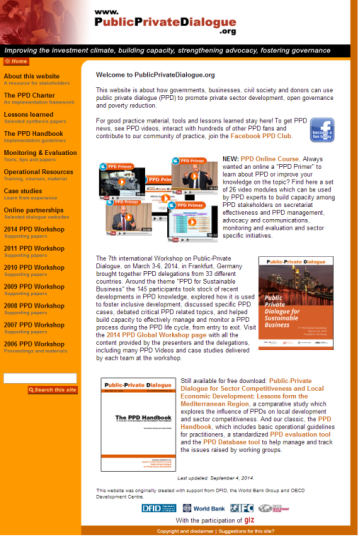 www.
PublicPrivateDialogue
.org
Improving the investment climate, building capacity, strengthening advocacy, fostering governance
Home
About this website
A resource for stakeholders
The PPD Charter
An implementation framework
Lessons learned
Selected synthesis papers
The PPD Handbook
Implementation guidelines
Monitoring & Evaluation
Tools, tips and papers
Operational Resources
Training, courses, material
Case studies
Learn from experience
Online partnerships
Selected dialogue websites
2014 PPD Workshop
Supporting papers
2011 PPD Workshop
Supporting papers
2010 PPD Workshop
Supporting papers
2009 PPD Workshop
Supporting papers
2008 PPD Workshop
Supporting papers
2007 PPD Workshop
Supporting papers
2006 PPD Workshop
Proceedings and materials
Search this site
Welcome to PublicPrivateDialogue.org
This website is about how governments, businesses, civil society and donors can use
public private dialogue (PPD) to promote private sector development, open governance
and poverty reduction.
For good practice material, tools and lessons learned stay here! To get PPD
news, see PPD videos, interact with hundreds of other PPD fans and
contribute to our community of practice, join the Facebook PPD Club.
PPD Primer
PPD Primer
NEW: PPD Online Course. Always
wanted an online a "PPD Primer" to
learn about PPD or improve your
knowledge on the topic? Find here a set
of 26 video modules which can be used
by PPD experts to build capacity among
PPD stakeholders on secretariat
effectiveness and PPD management,
advocacy and communications,
monitoring and evaluation and sector
specific initiatives.
The 7th international Workshop on Public-Private
Dialogue, on March 3-6, 2014, in Frankfurt, Germany
brought together PPD delegations from 33 different
countries. Around the theme "PPD for Sustainable
Business" the 145 participants took stock of recent
developments in PPD knowledge, explored how it is used
to foster inclusive development, discussed specific PPD
cases, debated critical PPD related topics, and helped
build capacity to effectively manage and monitor a PPD
process during the PPD life cycle, from entry to exit. Visit
the 2014 PPD Global Workshop page with all the
content provided by the presenters and the delegations,
including many PPD Videos and case studies delivered
by each team at the workshop.
Public-Private Dialogue
Public
Private
Dialogue for
Sustainable
Business
Public-Private Dialogue
The PPD Handbook
Still available for free download: Public-Private
Dialogue for Sector Competitiveness and Local
Economic Development: Lessons form the
Mediterranean Region, a comparative study which
explores the influence of PPDs on local development
and sector competitiveness. And our classic, the PPD
Handbook, which includes basic operational guidelines
for practitioners, a standardized PPD evaluation tool
and the PPD Database tool to help manage and track
the issues raised by working groups.
Last updated: September 4, 2014.
This website was originally created with support from DFID, the World Bank Group and OECD
Development Centre.
DFID World Bank IFC
With the participation of giz
Copyright and disclaimer | Suggestions for this site?